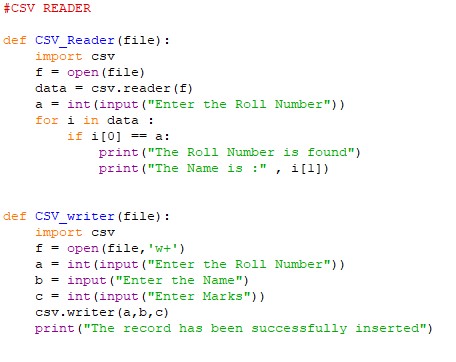 #CSV READER
def CSV_Reader(file):
    import csv
    f = open(file)
    data = csv.reader(f)
    a = int(input("Enter the Roll Number"))
    for i in data :
        if i[0] == a:
            print("The Roll Number is found")
            print("The Name is :" , i[1])
def CSV_writer(file):
    import csv
    f = open(file,'w+')
    a = int(input("Enter the Roll Number"))
    b = input("Enter the Name")
    c = int(input("Enter Marks"))
    csv.writer(a,b,c)
    print("The record has been successfully inserted")